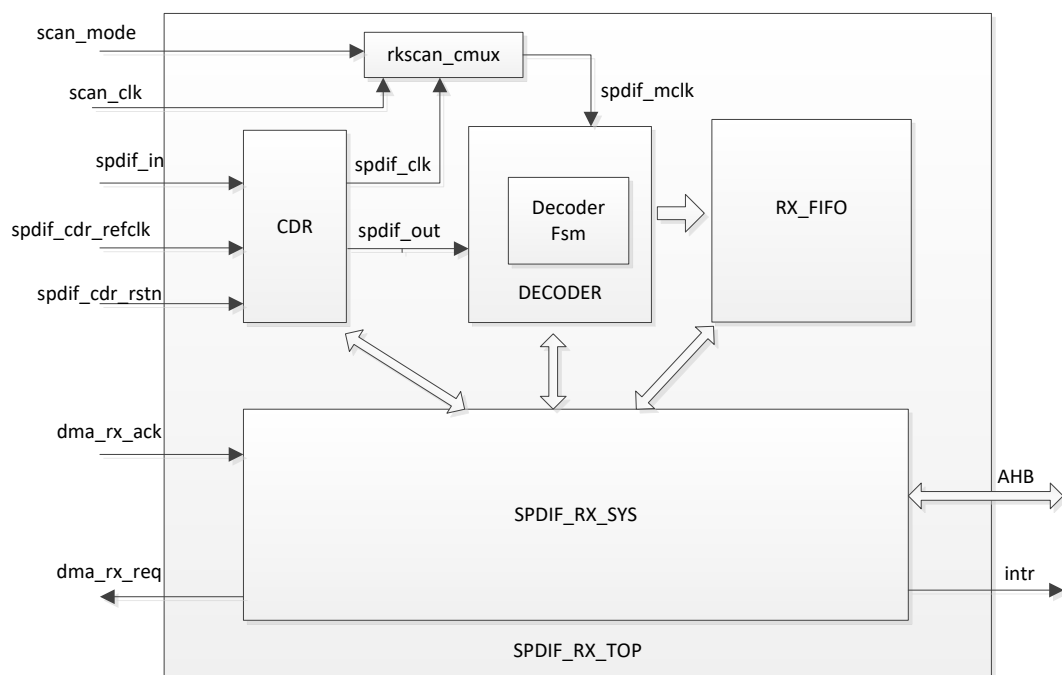 scan_mode
rkscan_cmux
scan_clk
spdif_mclk
spdif_in
spdif_clk
CDR
Decoder
Fsm
RX_FIFO
spdif_cdr_refclk
spdif_out
DECODER
spdif_cdr_rstn
dma_rx_ack
AHB
SPDIF_RX_SYS
dma_rx_req
intr
SPDIF_RX_TOP